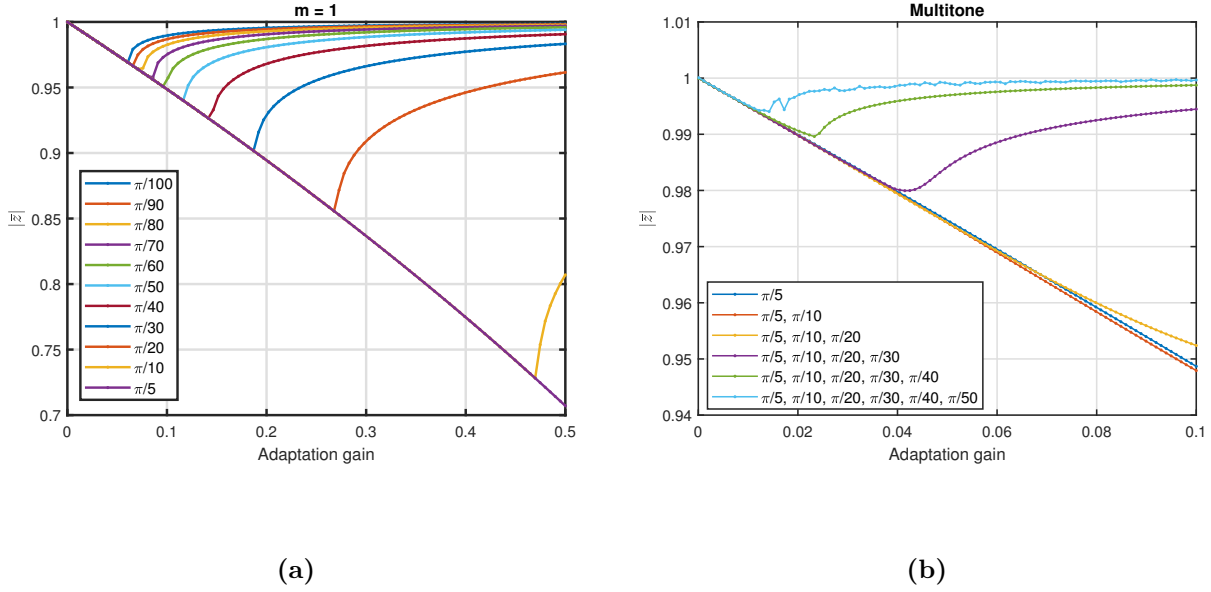 m = 1
1
0.95
0.9
0.85
0.8
0.75
0.7
|z̄|
π/100
π/90
π/80
π/70
π/60
π/50
π/40
π/30
π/20
π/10
π/5
0 0.1 0.2 0.3 0.4 0.5
Adaptation gain
(a)
Multitone
1.01
1
0.99
0.98
0.97
0.96
0.95
0.94
|z̄|
π/5
π/5, π/10
π/5, π/10, π/20
π/5, π/10, π/20, π/30
π/5, π/10, π/20, π/30, π/40
π/5, π/10, π/20, π/30, π/40, π/50
0 0.02 0.04 0.06 0.08 0.1
Adaptation gain
(b)